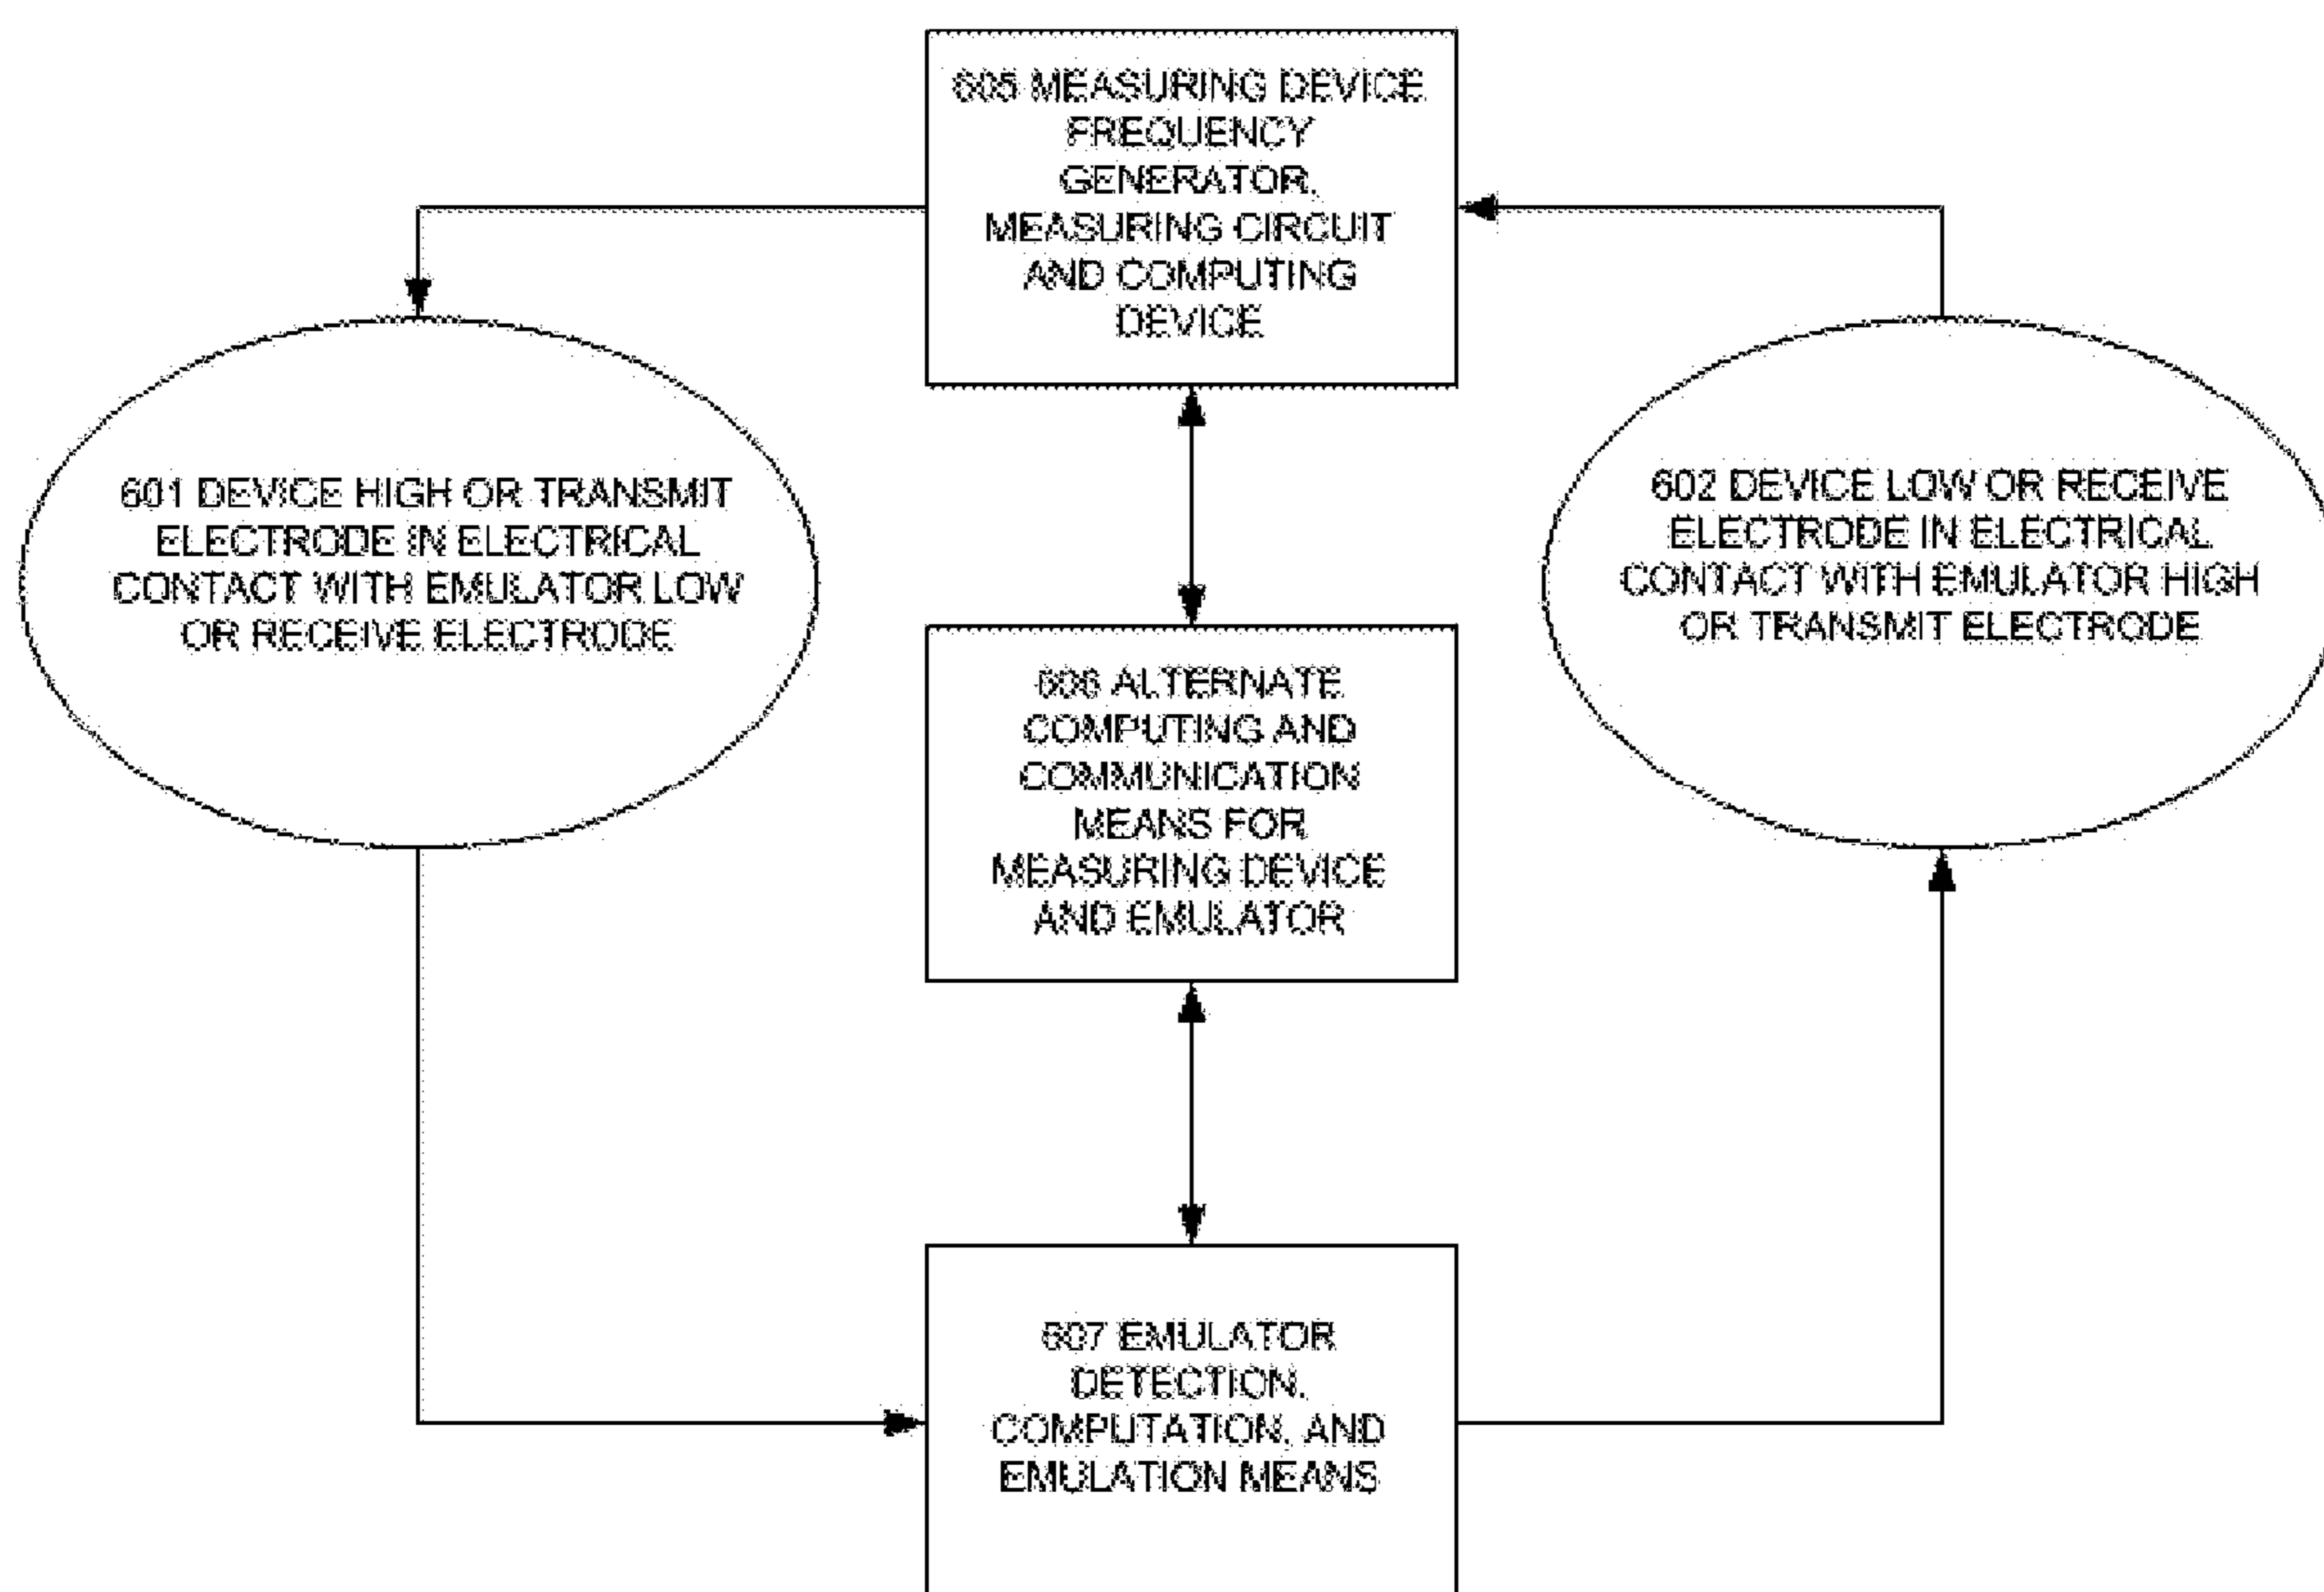 605 MEASURING DEVICE
FREQUENCY
GENERATOR,
MEASURING CIRCUIT
AND COMPUTING
DEVICE
601 DEVICE HIGH OR TRANSMIT
ELECTRODE IN ELECTRICAL
CONTACT WITH EMULATOR LOW
OR RECEIVE ELECTRODE
602 DEVICE LOW OR RECEIVE
ELECTRODE IN ELECTRICAL
CONTACT WITH EMULATOR HIGH
OR TRANSMIT ELECTRODE
606 ALTERNATE
COMPUTING AND
COMMUNICATION
MEANS FOR
MEASURING DEVICE
AND EMULATOR
607 EMULATOR
DETECTION,
COMPUTATION, AND
EMULATION MEANS